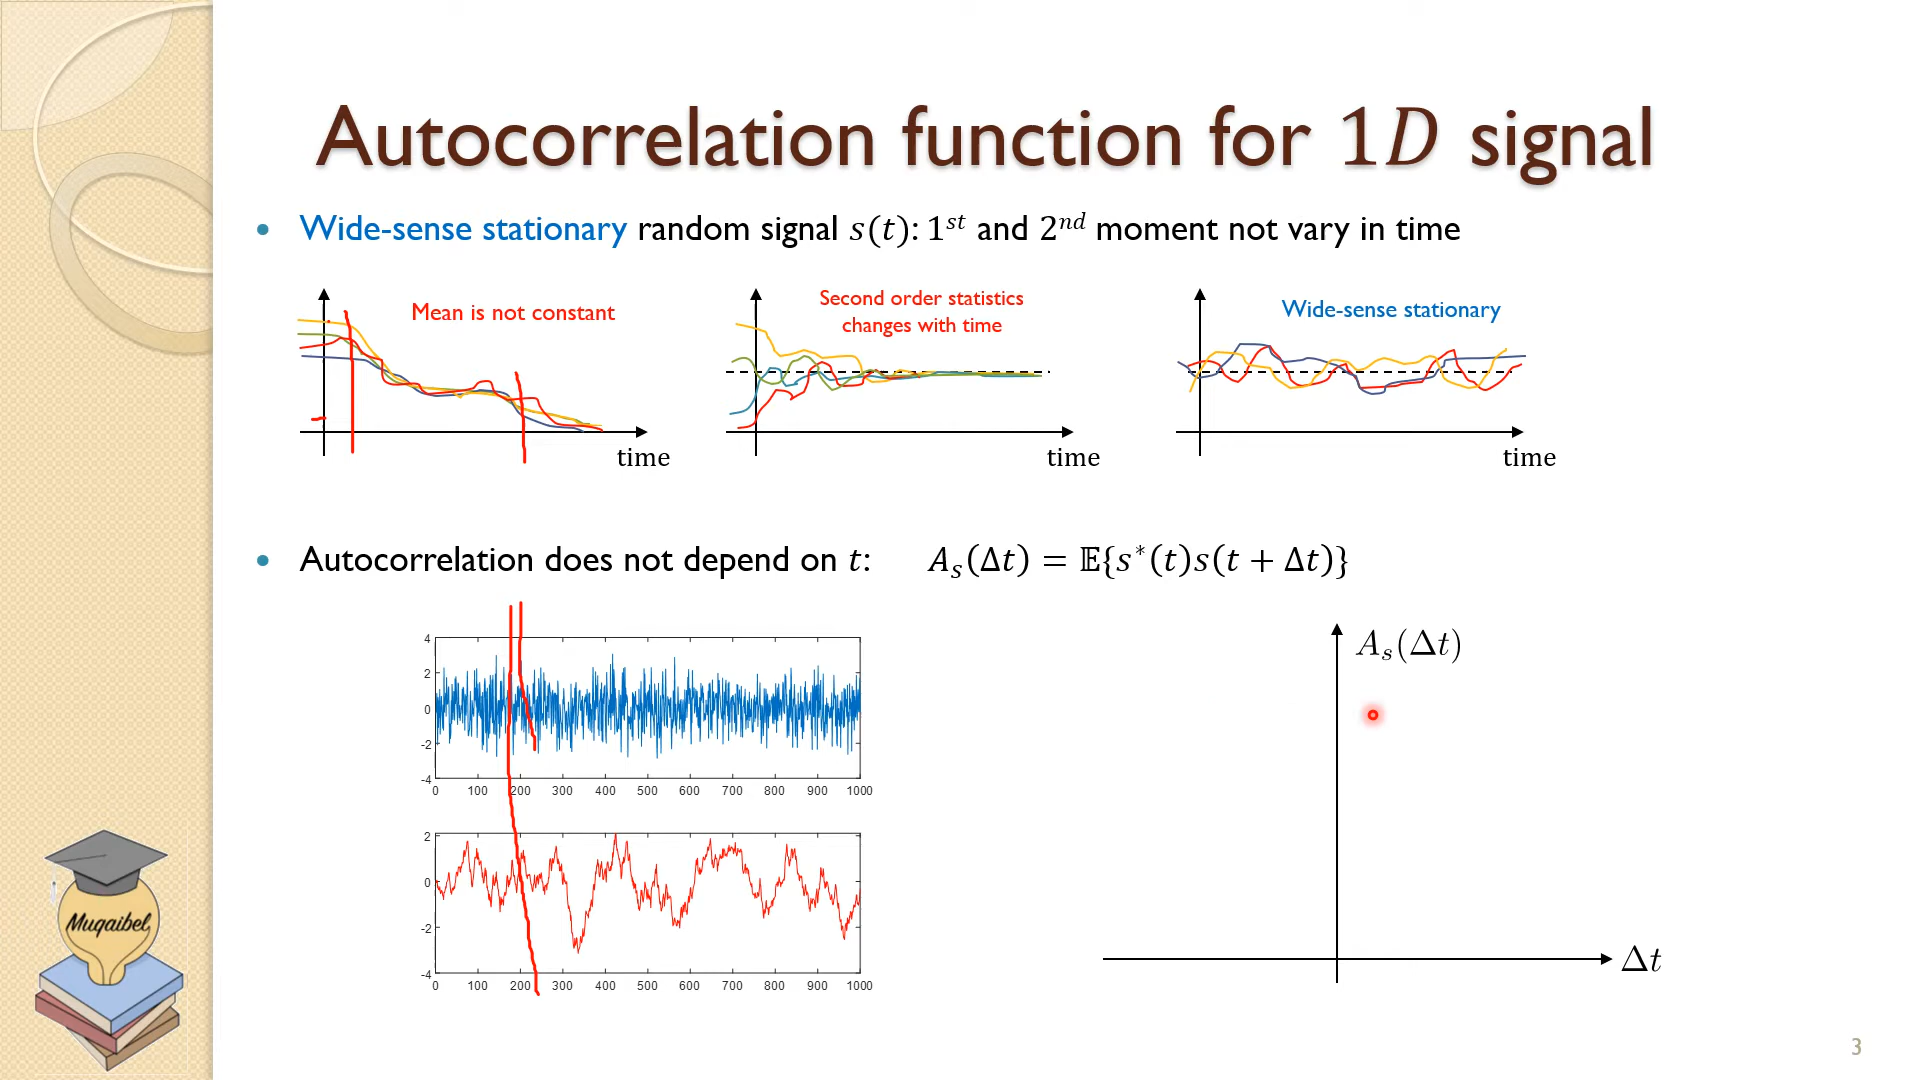 Autocorrelation function for 1D signal
• Wide-sense stationary random signal s(t): 1ˢᵗ and 2ⁿᵈ moment not vary in time
Mean is not constant
time
Second order statistics
changes with time
time
Wide-sense stationary
time
• Autocorrelation does not depend on t: Aₛ(Δt) = 𝔼{s*(t)s(t + Δt)}
4
2
0
-2
-4
0 100 200 300 400 500 600 700 800 900 1000
2
0
-2
-4
0 100 200 300 400 500 600 700 800 900 1000
Aₛ(Δt)
Δt
Muqaibel
3